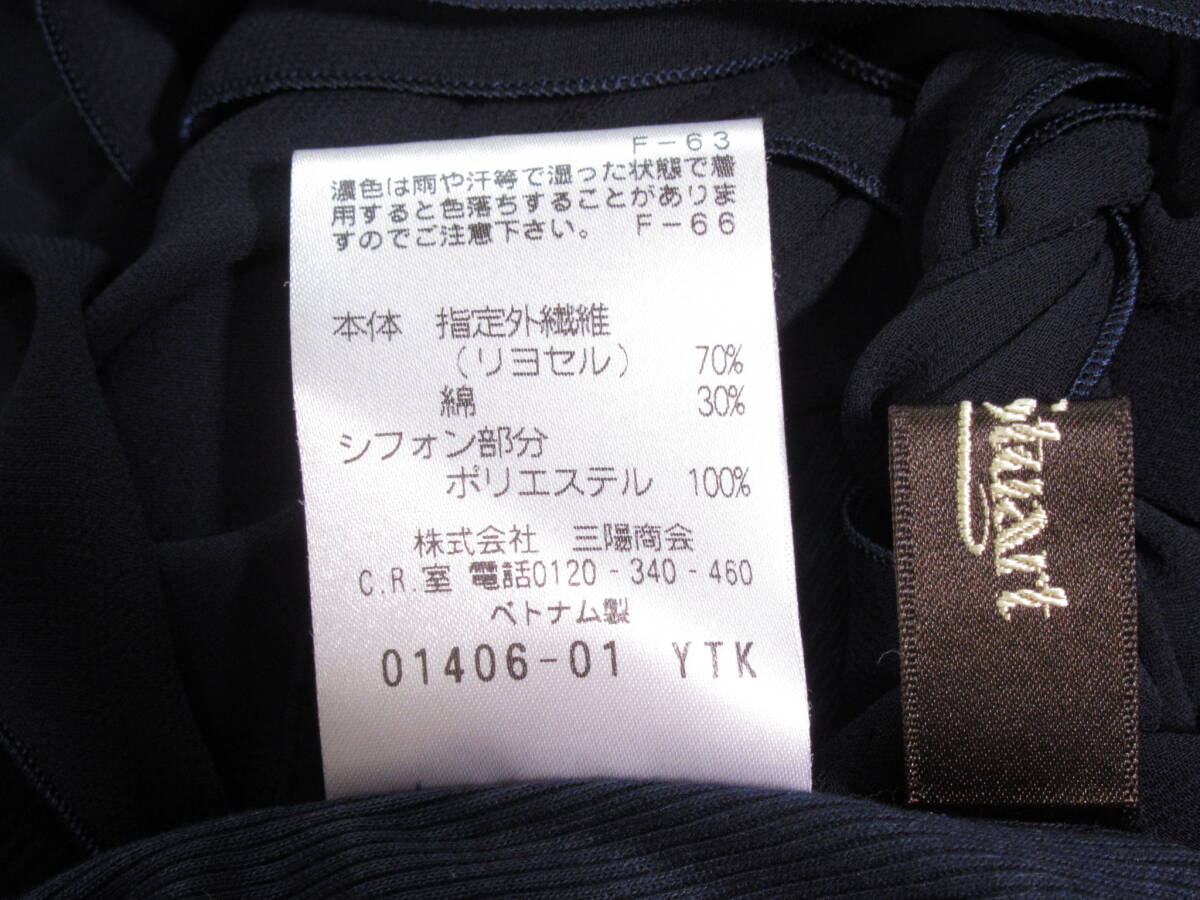 F-63
濃色は雨や汗等で湿った状態で着
用すると色落ちすることがありま
すのでご注意下さい。 F-66
本体 指定外繊維
(リヨセル) 70%
綿 30%
シフォン部分
ポリエステル 100%
株式会社 三陽商会
C.R.室 電話0120-340-460
ベトナム製
01406-01 YTK
Stuart